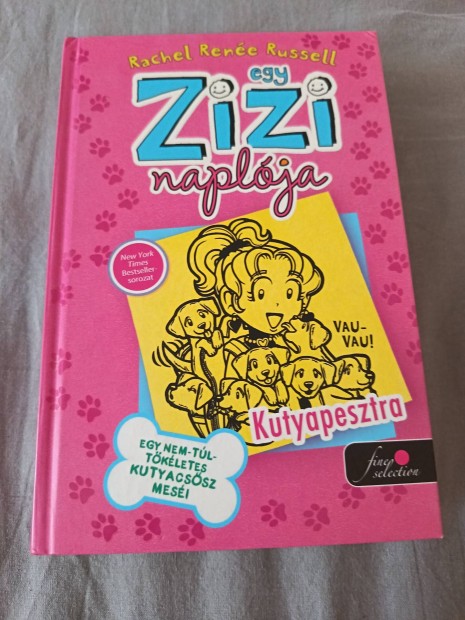 Rachel Renée Russell
egy
ZiZi
naplója
New York
Times
Bestseller-
sorozat
VAU-
VAU!
Kutyapesztra
EGY NEM-TÚL-
TÖKÉLETES
KUTYACSŐSZ
MESÉI
fine
selection